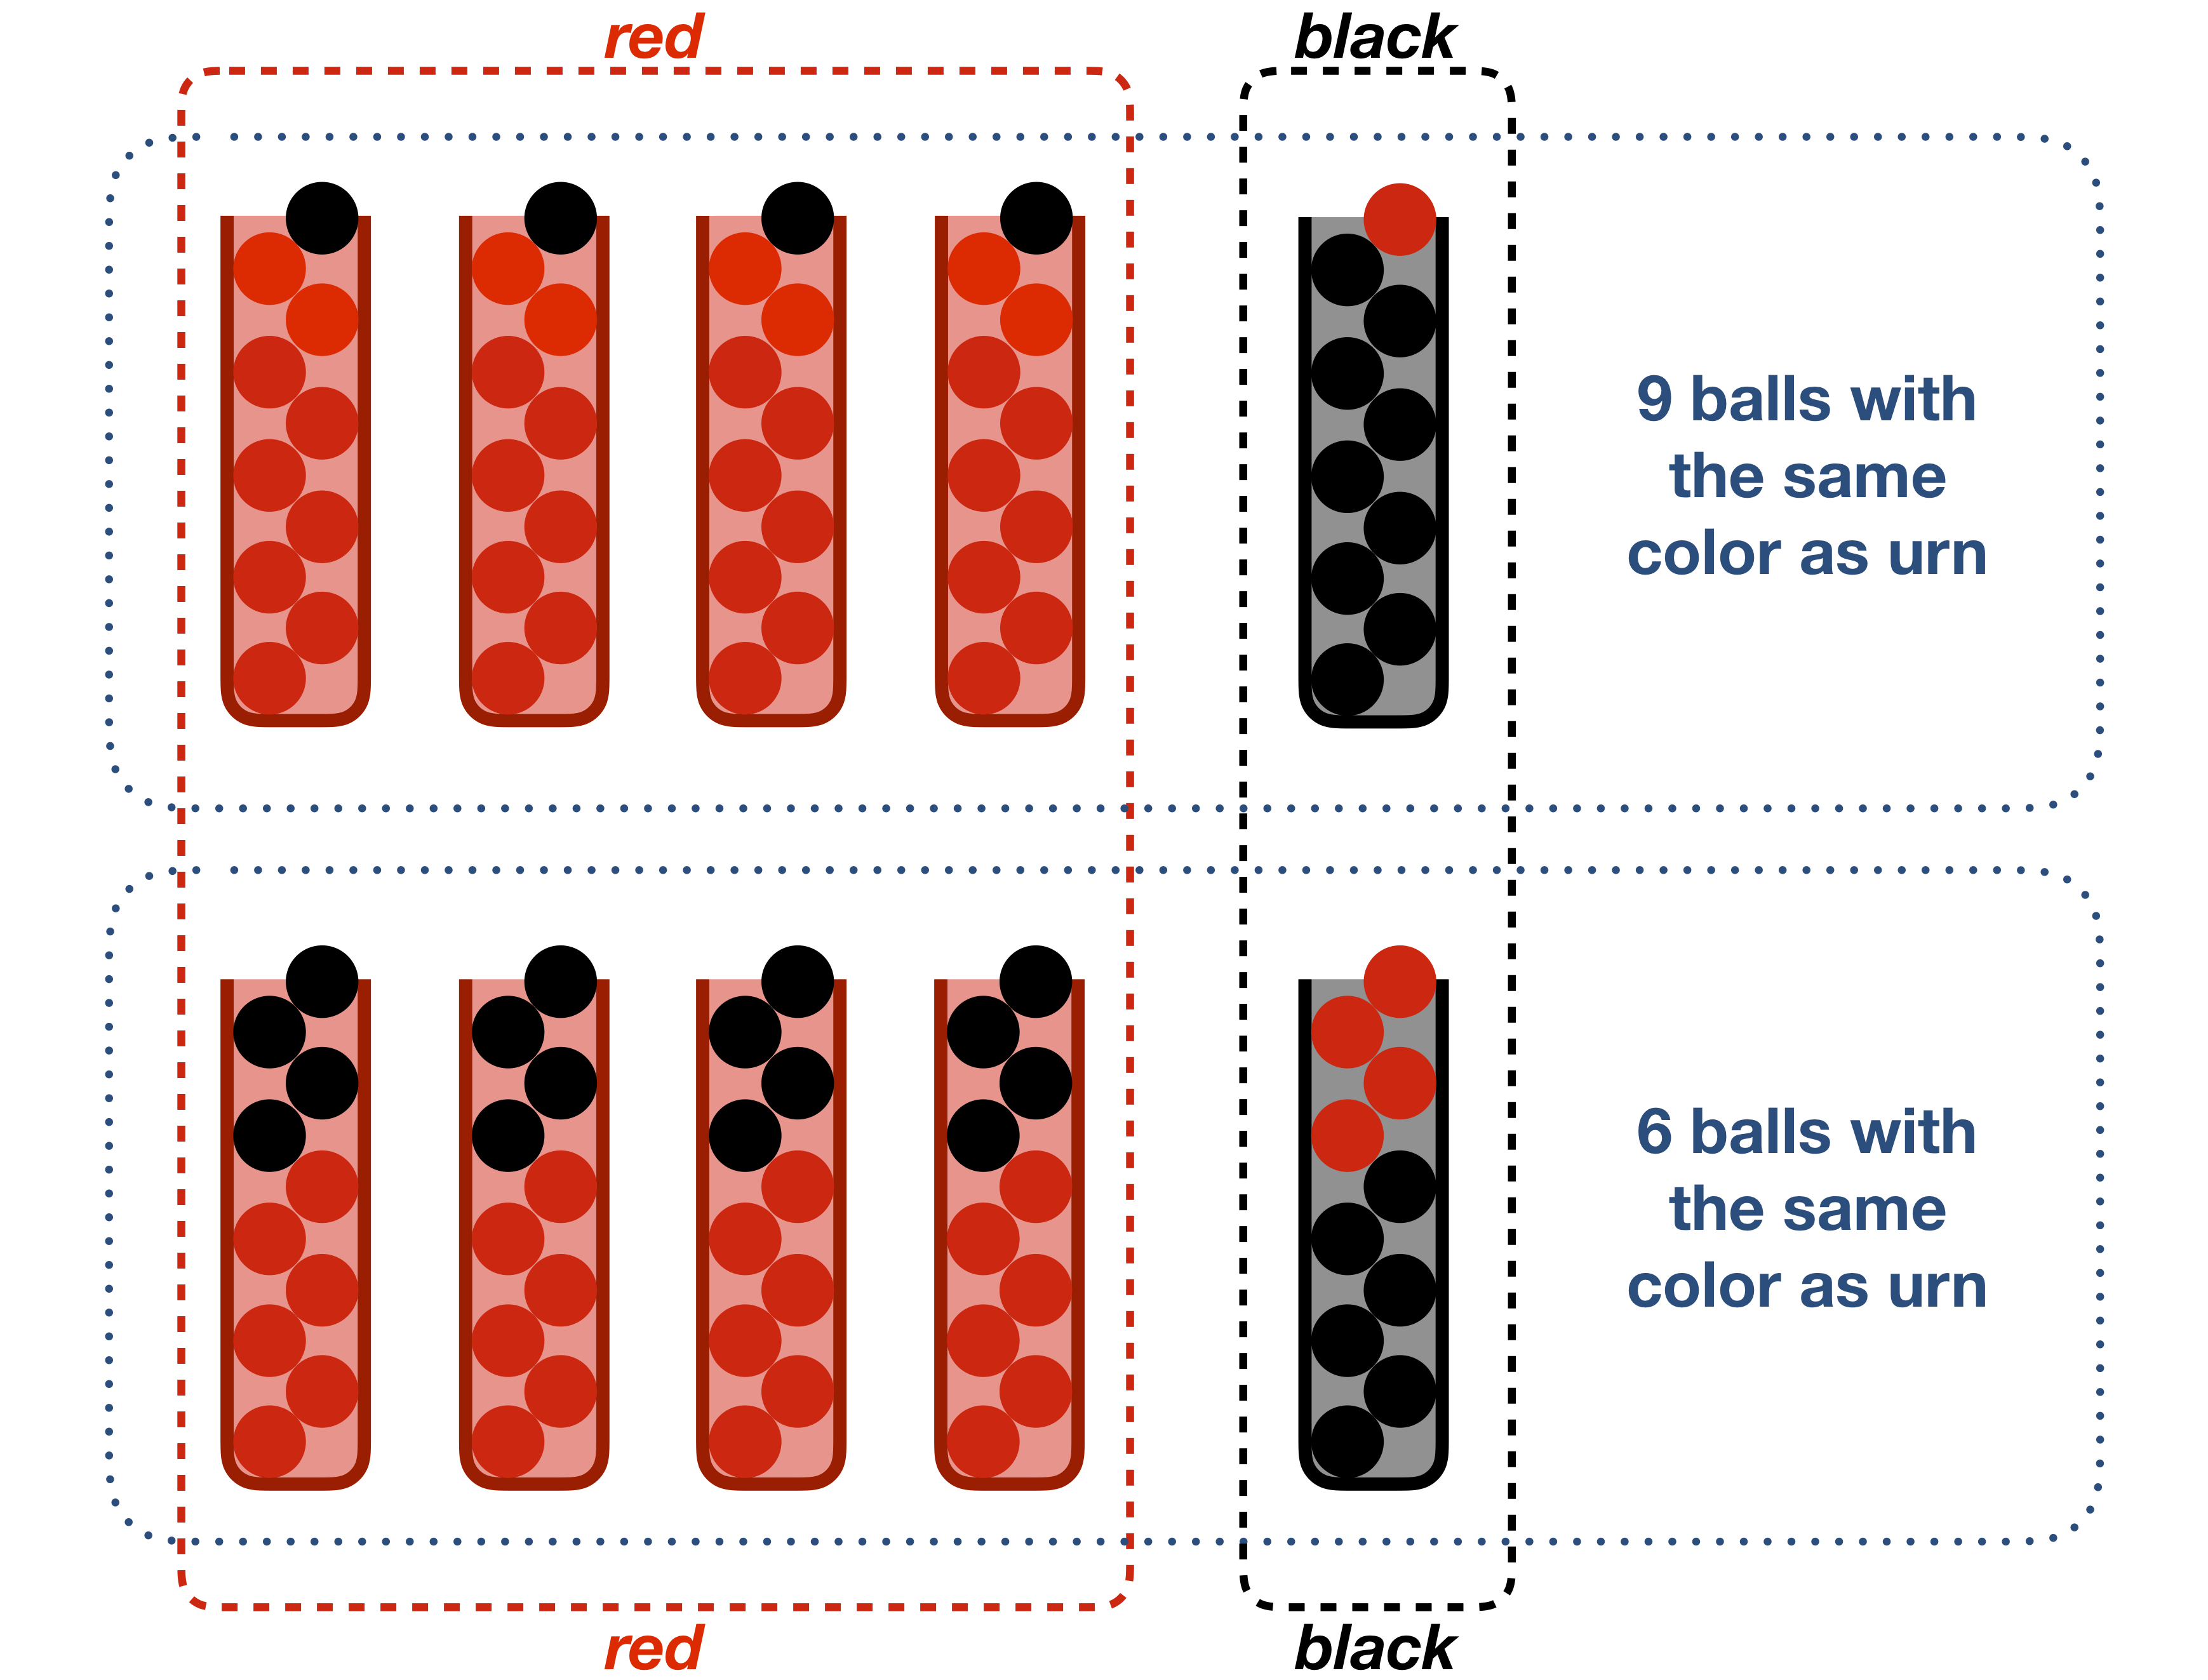 red
black
9 balls with
the same
color as urn
6 balls with
the same
color as urn
red
black